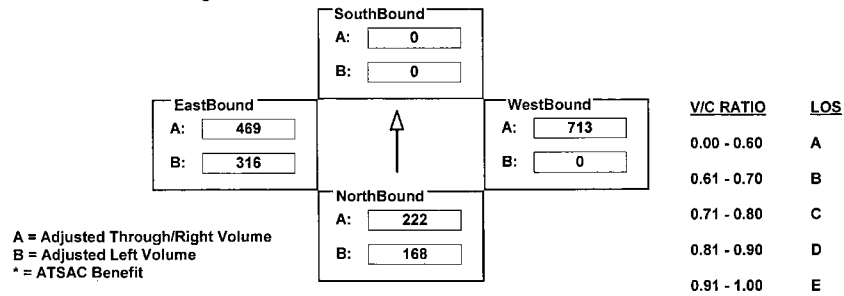 SouthBound
A: 0
B: 0
EastBound
A: 469
B: 316
WestBound
A: 713
B: 0
NorthBound
A: 222
B: 168
A = Adjusted Through/Right Volume
B = Adjusted Left Volume
* = ATSAC Benefit
V/C RATIO LOS
0.00 - 0.60 A
0.61 - 0.70 B
0.71 - 0.80 C
0.81 - 0.90 D
0.91 - 1.00 E